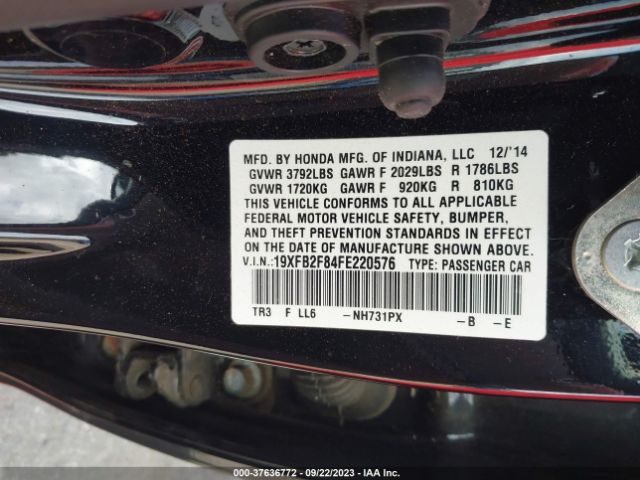 MFD. BY HONDA MFG. OF INDIANA, LLC 12/'14
GVWR 3792LBS GAWR F 2029LBS R 1786LBS
GVWR 1720KG GAWR F 920KG R 810KG
THIS VEHICLE CONFORMS TO ALL APPLICABLE
FEDERAL MOTOR VEHICLE SAFETY, BUMPER,
AND THEFT PREVENTION STANDARDS IN EFFECT
ON THE DATE OF MANUFACTURE SHOWN ABOVE.
V.I.N.:19XFB2F84FE220576 TYPE: PASSENGER CAR
TR3 F LL6 -NH731PX -B -E
000-37636772 - 09/22/2023 - IAA Inc.